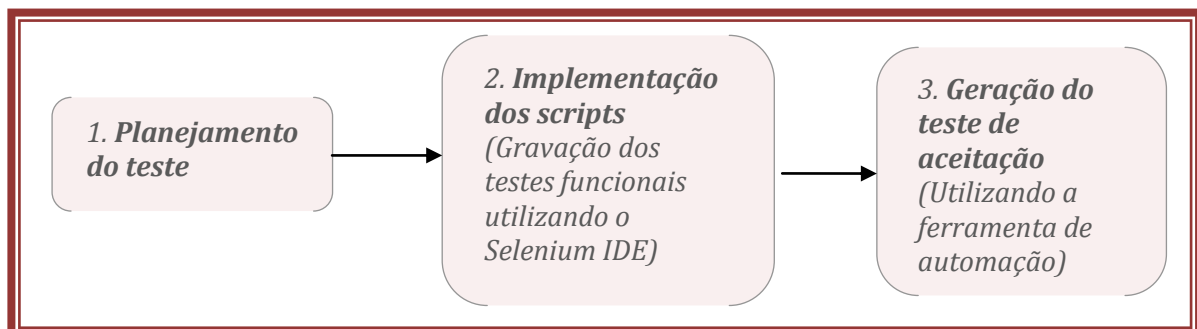 1. Planejamento
do teste
2. Implementação
dos scripts
(Gravação dos
testes funcionais
utilizando o
Selenium IDE)
3. Geração do
teste de
aceitação
(Utilizando a
ferramenta de
automação)